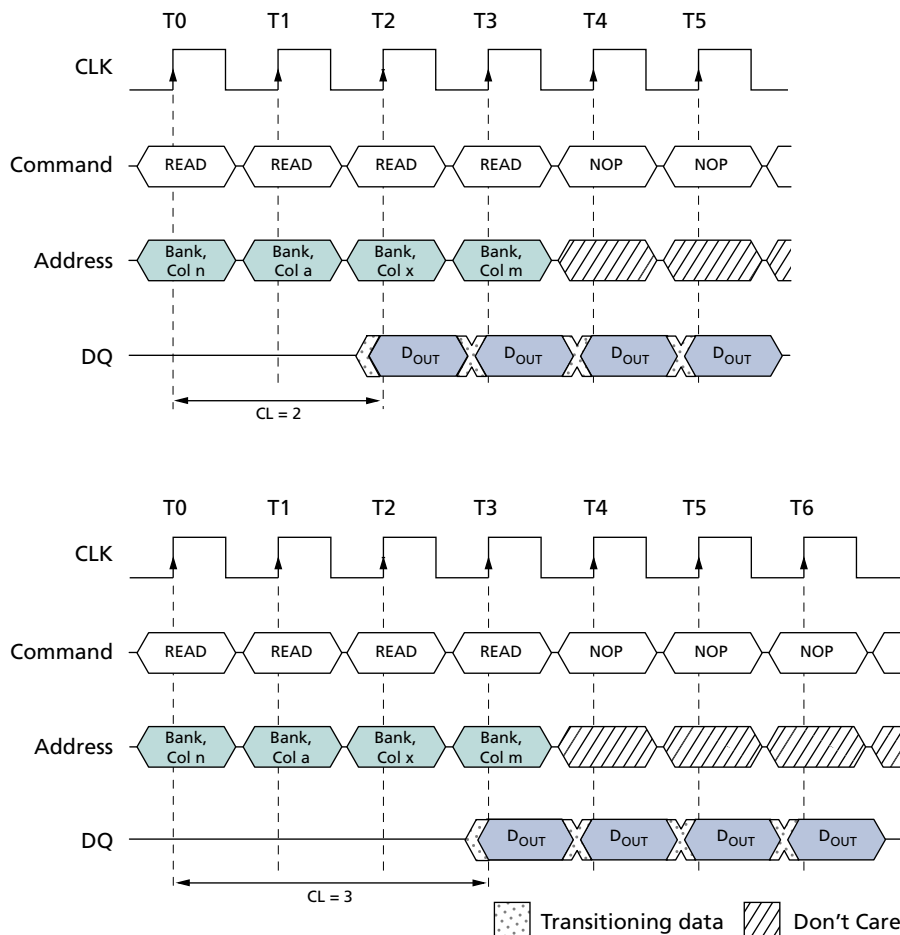 T0 T1 T2 T3 T4 T5
CLK
Command READ READ READ READ NOP NOP
Address Bank, Col n Bank, Col a Bank, Col x Bank, Col m
DQ DOUT DOUT DOUT DOUT
CL = 2
T0 T1 T2 T3 T4 T5 T6
CLK
Command READ READ READ READ NOP NOP NOP
Address Bank, Col n Bank, Col a Bank, Col x Bank, Col m
DQ DOUT DOUT DOUT DOUT
CL = 3
Transitioning data Don't Care